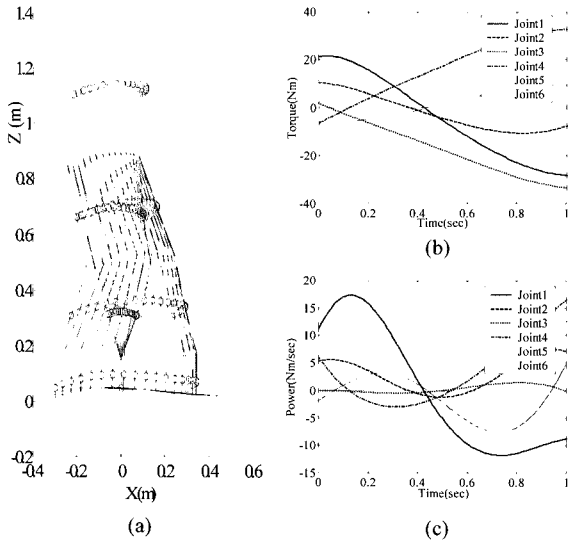 1.4
1.2
1
0.8
0.6
0.4
0.2
0
-0.2
Z (m)
-0.4 -0.2 0 0.2 0.4 0.6
X(m)
(a)
40
20
0
-20
-40
Torque(Nm)
Joint1
Joint2
Joint3
Joint4
Joint5
Joint6
0 0.2 0.4 0.6 0.8 1
Time(sec)
(b)
20
15
10
5
0
-5
-10
-15
Power(Nm/sec)
Joint1
Joint2
Joint3
Joint4
Joint5
Joint6
0 0.2 0.4 0.6 0.8 1
Time(sec)
(c)